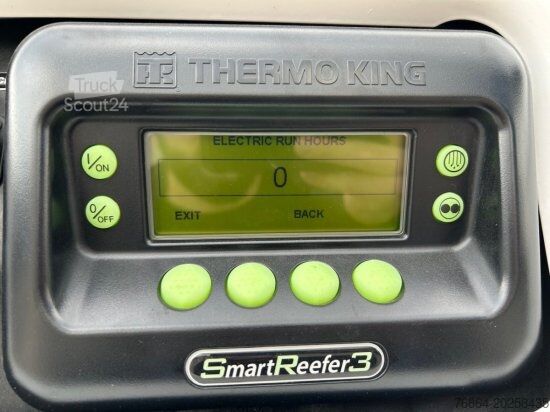 THERMO KING
Truck
Scout24
ELECTRIC RUN HOURS
I/ON
0
0/OFF
EXIT BACK
SmartReefer3